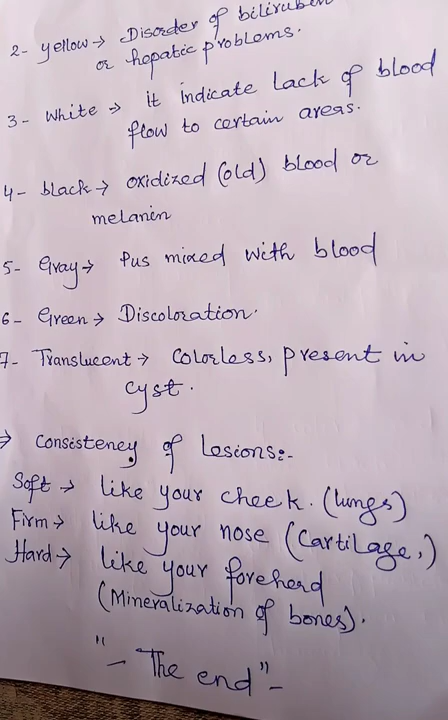 2- Yellow → Disorder of bilirubin
or hepatic problems.
3- White → it indicate Lack of blood
flow to certain areas.
4- black → oxidized (old) blood or
melanin
5- Gray → Pus mixed with blood
6- Green → Discoloration.
7- Translucent → Colorless, present in
cyst.
→ Consistency of Lesions:-
Soft → like your cheek. (lungs)
Firm → like your nose (Cartilage,)
Hard → like your foreherd
(Mineralization of bones).
"- The end"-